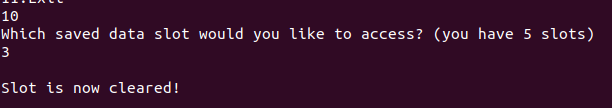 11.Exit
10
Which saved data slot would you like to access? (you have 5 slots)
3
Slot is now cleared!